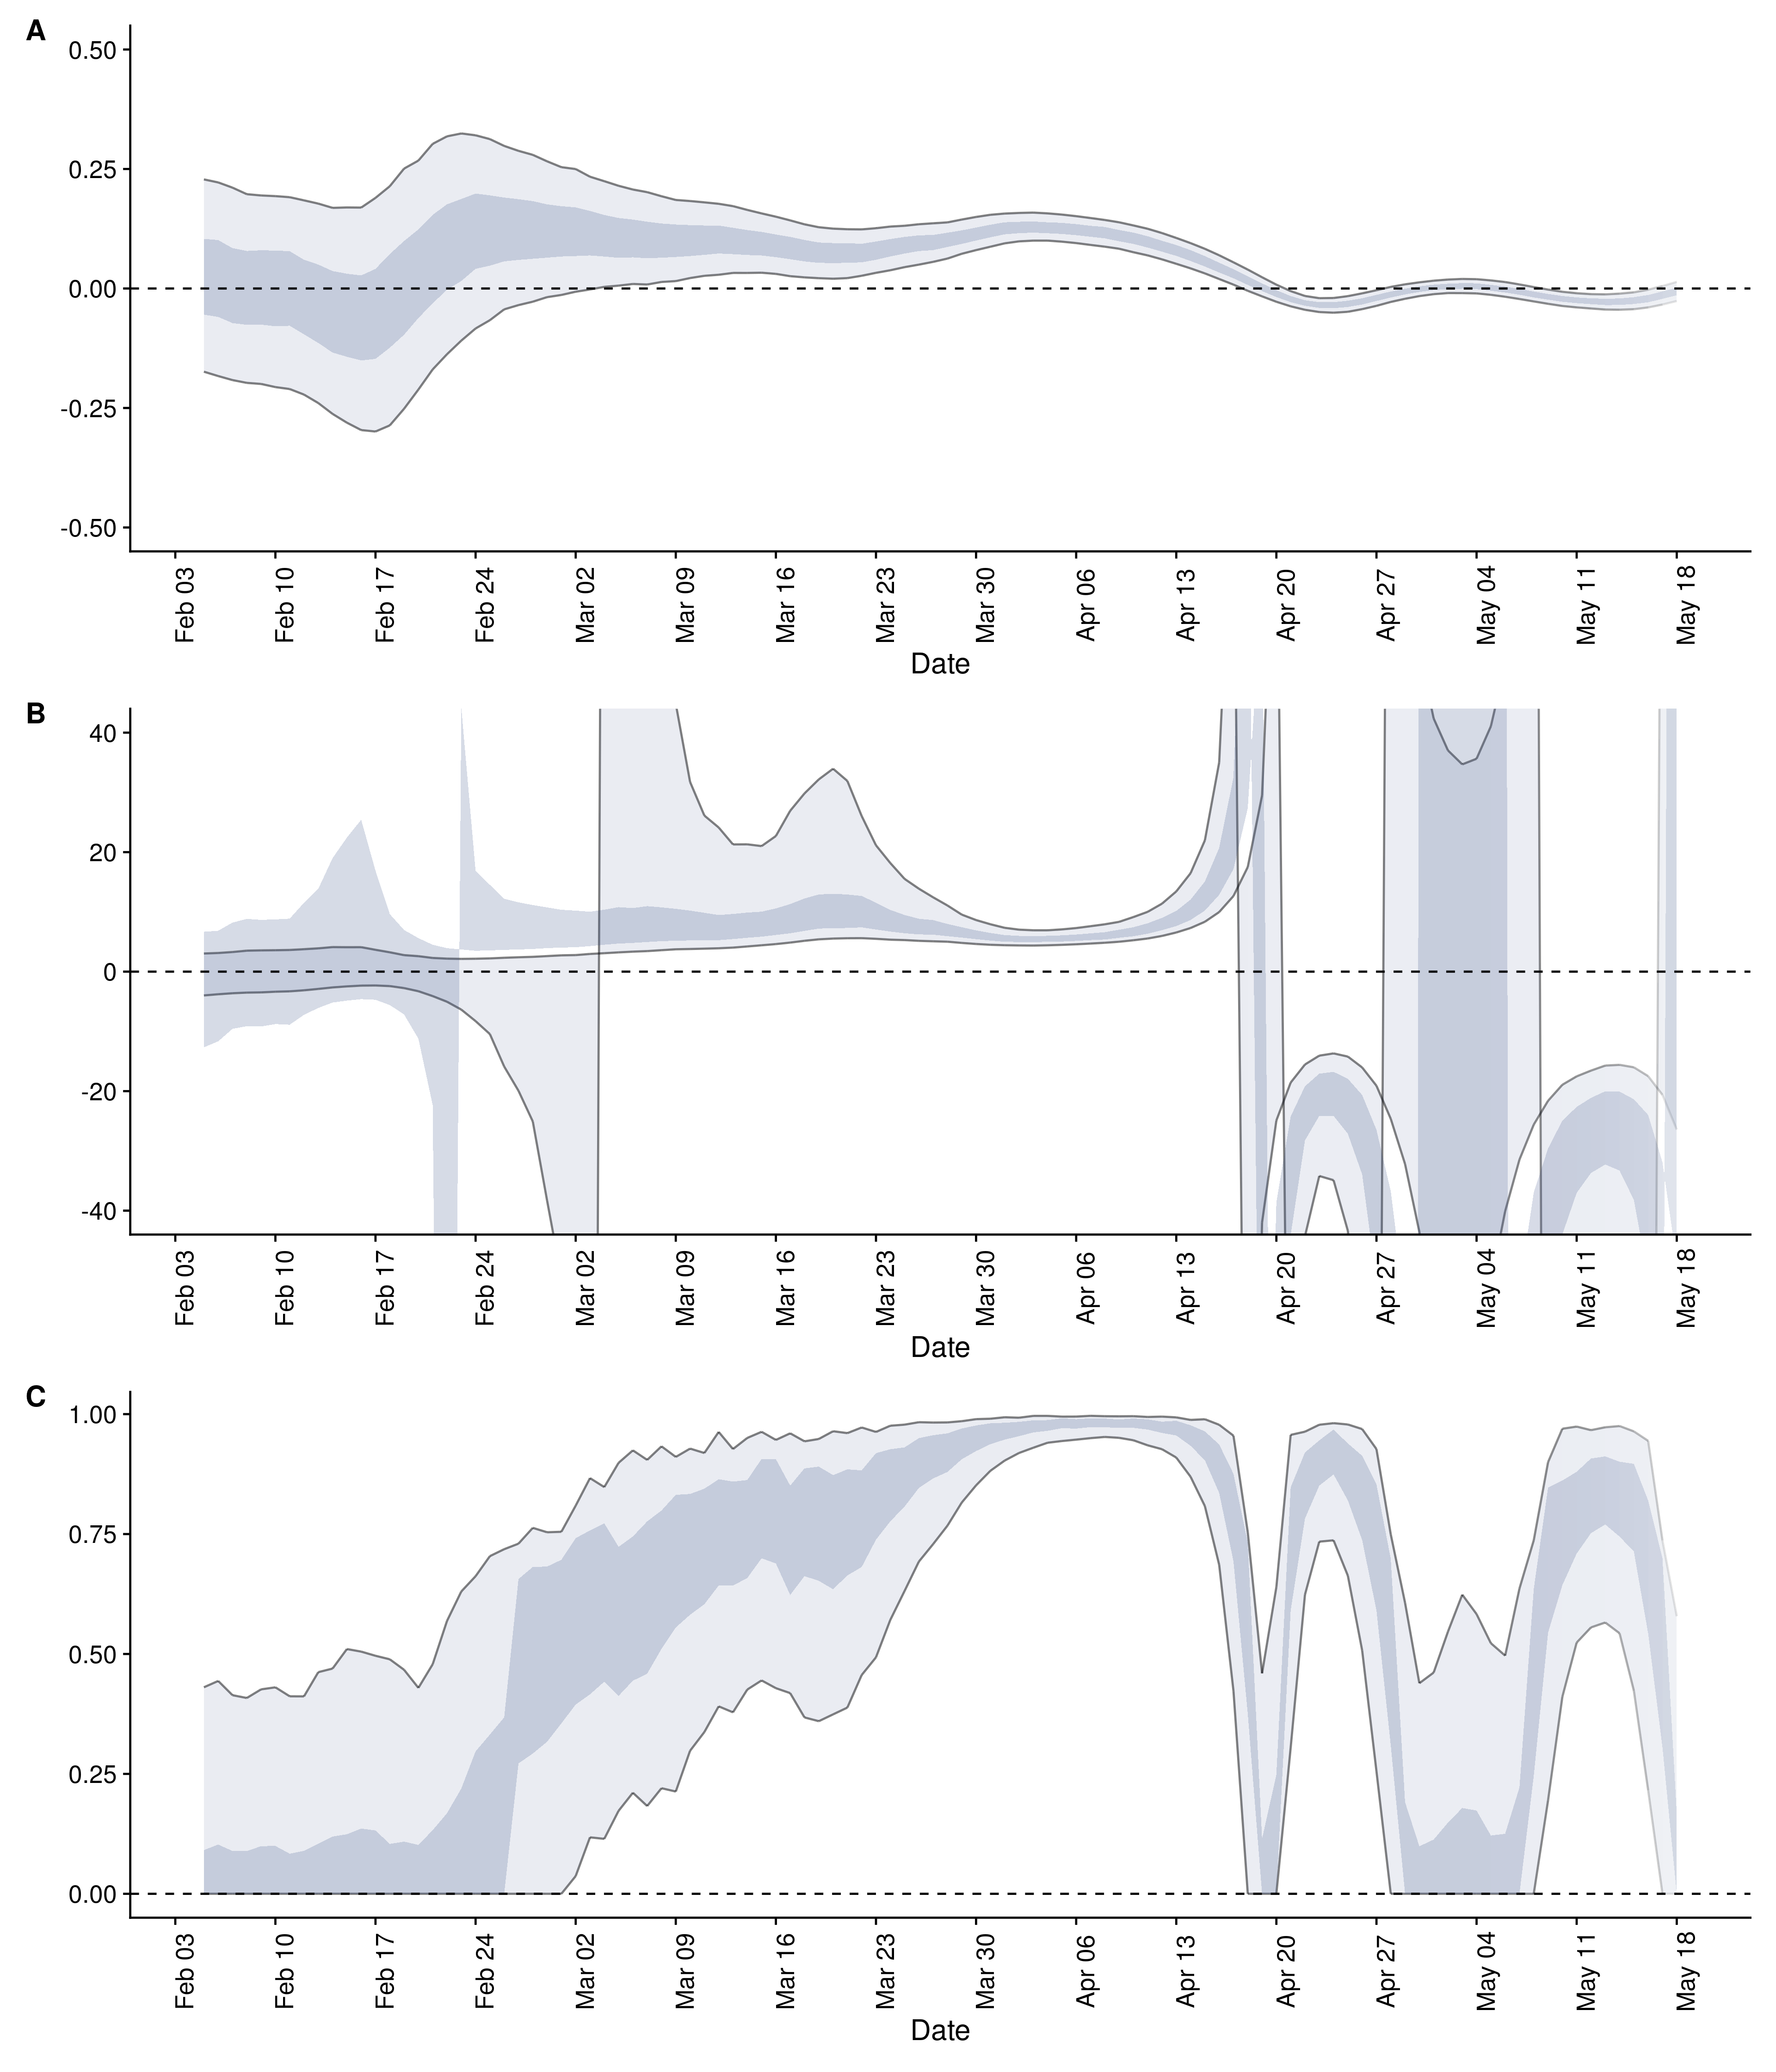 A
0.50
0.25
0.00
-0.25
-0.50
Feb 03
Feb 10
Feb 17
Feb 24
Mar 02
Mar 09
Mar 16
Mar 23
Mar 30
Apr 06
Apr 13
Apr 20
Apr 27
May 04
May 11
May 18
Date
B
40
20
0
-20
-40
Feb 03
Feb 10
Feb 17
Feb 24
Mar 02
Mar 09
Mar 16
Mar 23
Mar 30
Apr 06
Apr 13
Apr 20
Apr 27
May 04
May 11
May 18
Date
C
1.00
0.75
0.50
0.25
0.00
Feb 03
Feb 10
Feb 17
Feb 24
Mar 02
Mar 09
Mar 16
Mar 23
Mar 30
Apr 06
Apr 13
Apr 20
Apr 27
May 04
May 11
May 18
Date